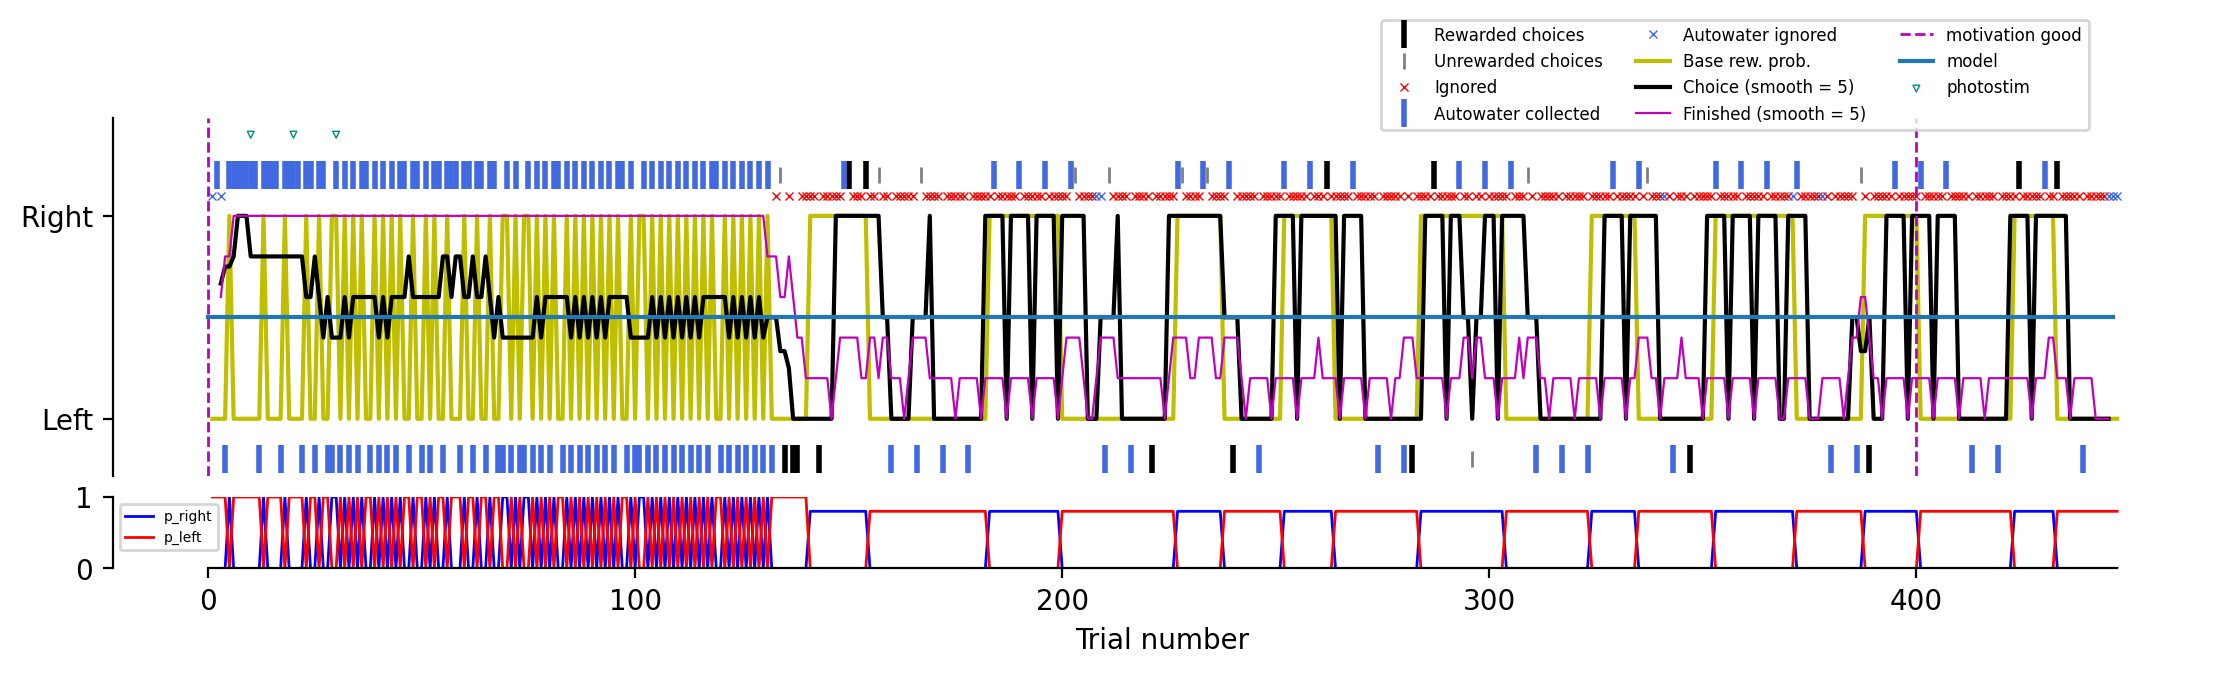 Rewarded choices
Unrewarded choices
Ignored
Autowater collected
Autowater ignored
Base rew. prob.
Choice (smooth = 5)
Finished (smooth = 5)
motivation good
model
photostim
Right
Left
1
0
p_right
p_left
0 100 200 300 400
Trial number